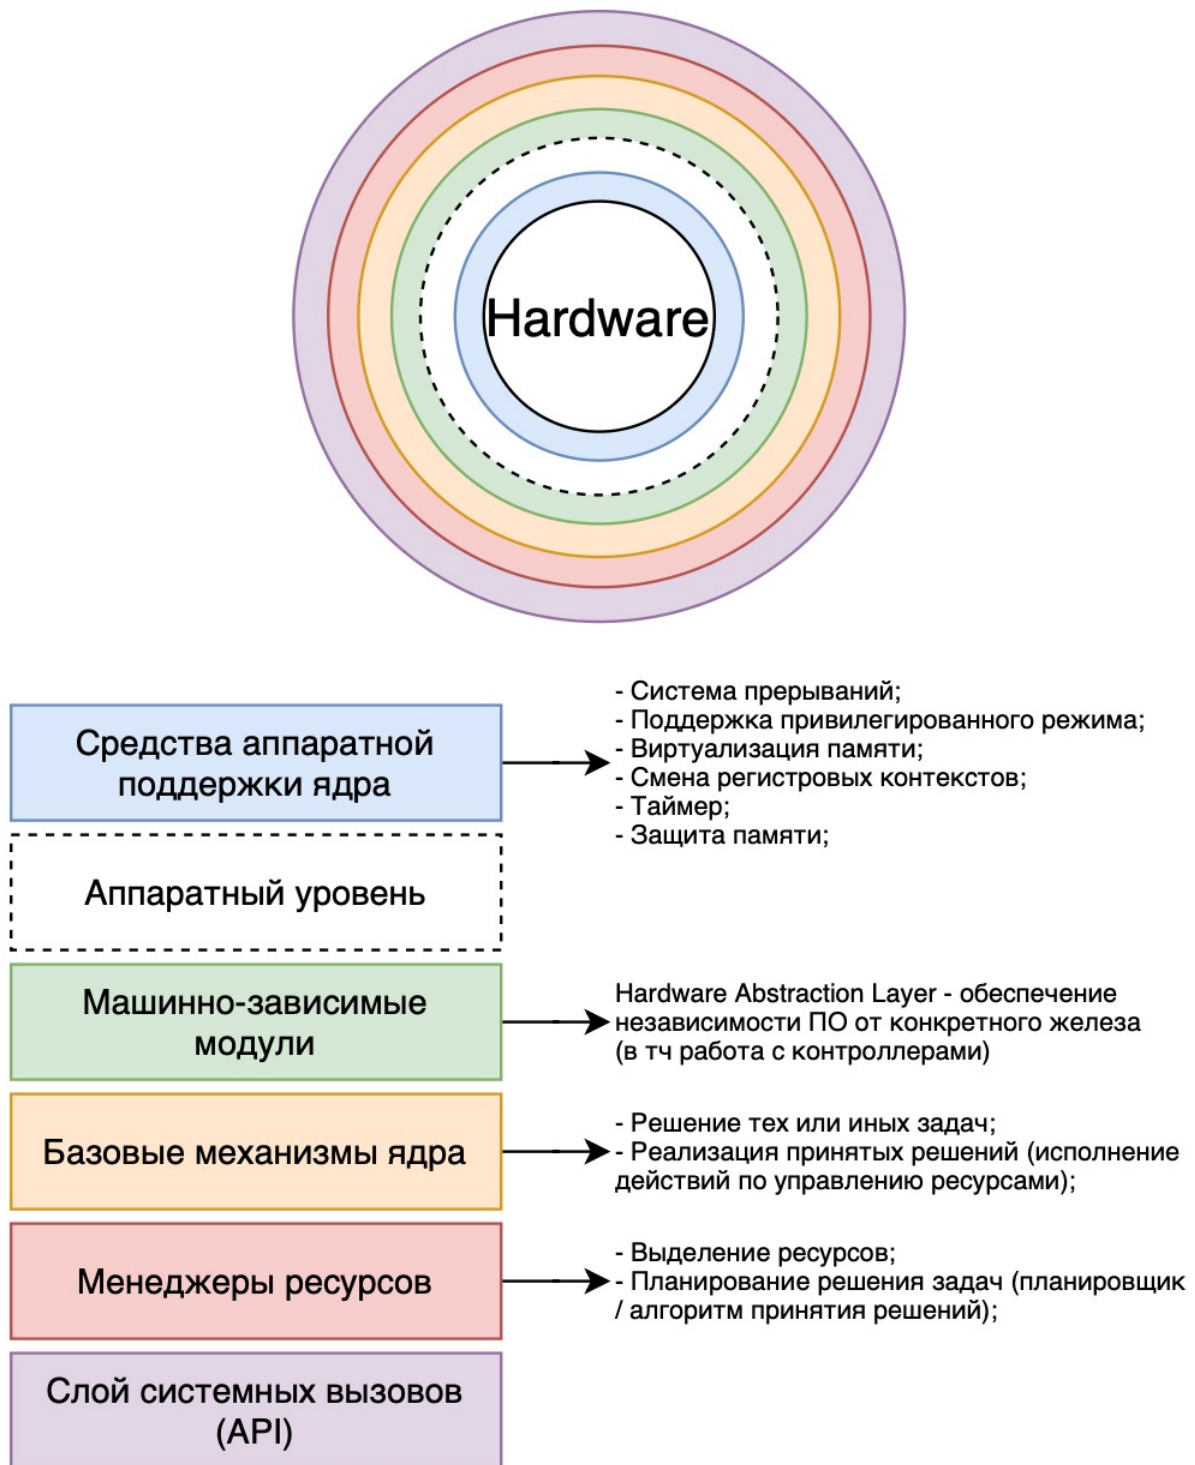 Hardware
Средства аппаратной
поддержки ядра
- Система прерываний;
- Поддержка привилегированного режима;
- Виртуализация памяти;
- Смена регистровых контекстов;
- Таймер;
- Защита памяти;
Аппаратный уровень
Машинно-зависимые
модули
Hardware Abstraction Layer - обеспечение
независимости ПО от конкретного железа
(в тч работа с контроллерами)
Базовые механизмы ядра
- Решение тех или иных задач;
- Реализация принятых решений (исполнение
действий по управлению ресурсами);
Менеджеры ресурсов
- Выделение ресурсов;
- Планирование решения задач (планировщик
/ алгоритм принятия решений);
Слой системных вызовов
(API)